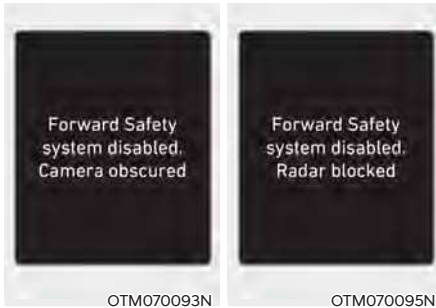 Forward Safety
system disabled.
Camera obscured
OTM070093N
Forward Safety
system disabled.
Radar blocked
OTM070095N